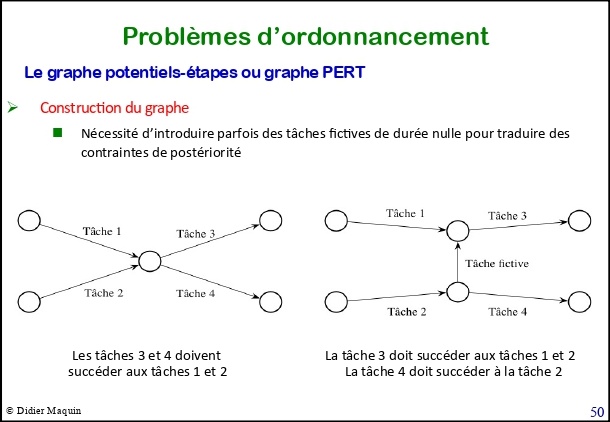 Problèmes d’ordonnancement
Le graphe potentiels-étapes ou graphe PERT
Construction du graphe
Nécessité d’introduire parfois des tâches fictives de durée nulle pour traduire des
contraintes de postériorité
Tâche 1
Tâche 3
Tâche 2
Tâche 4
Tâche 1
Tâche 3
Tâche fictive
Tâche 2
Tâche 4
Les tâches 3 et 4 doivent
succéder aux tâches 1 et 2
La tâche 3 doit succéder aux tâches 1 et 2
La tâche 4 doit succéder à la tâche 2
© Didier Maquin
50